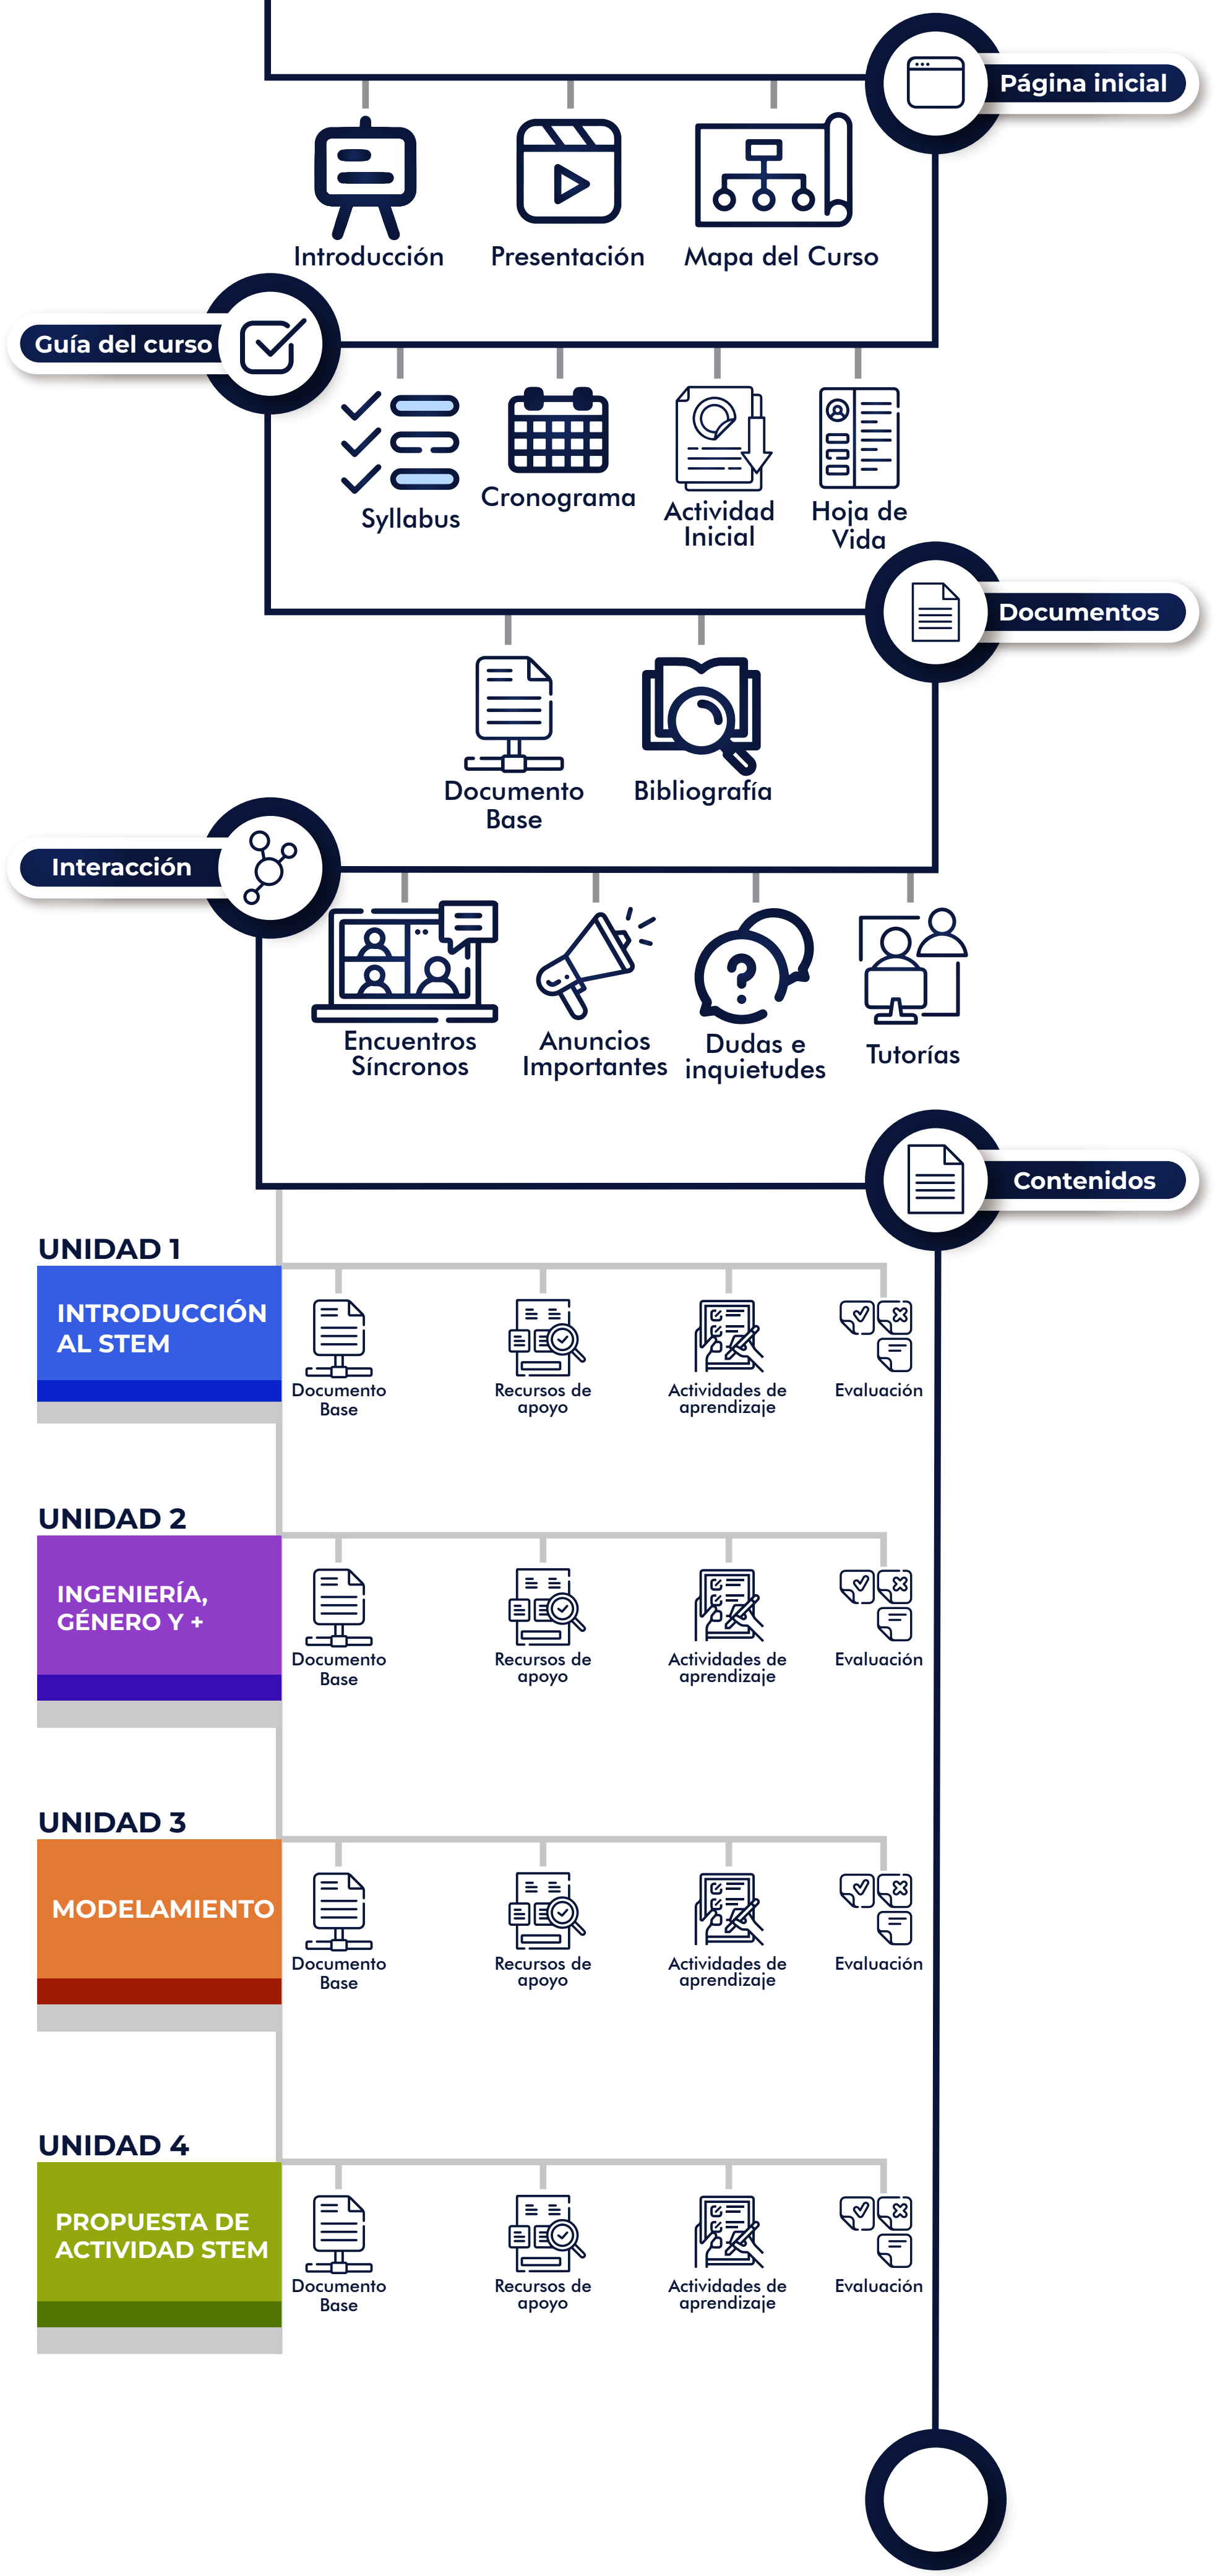 Página inicial
Introducción
Presentación
Mapa del Curso
Guía del curso
Syllabus
Cronograma
Actividad
Inicial
Hoja de
Vida
Documentos
Documento
Base
Bibliografía
Interacción
Encuentros
Síncronos
Anuncios
Importantes
Dudas e
inquietudes
Tutorías
Contenidos
UNIDAD 1
INTRODUCCIÓN
AL STEM
Documento
Base
Recursos de
apoyo
Actividades de
aprendizaje
Evaluación
UNIDAD 2
INGENIERÍA,
GÉNERO Y +
Documento
Base
Recursos de
apoyo
Actividades de
aprendizaje
Evaluación
UNIDAD 3
MODELAMIENTO
Documento
Base
Recursos de
apoyo
Actividades de
aprendizaje
Evaluación
UNIDAD 4
PROPUESTA DE
ACTIVIDAD STEM
Documento
Base
Recursos de
apoyo
Actividades de
aprendizaje
Evaluación